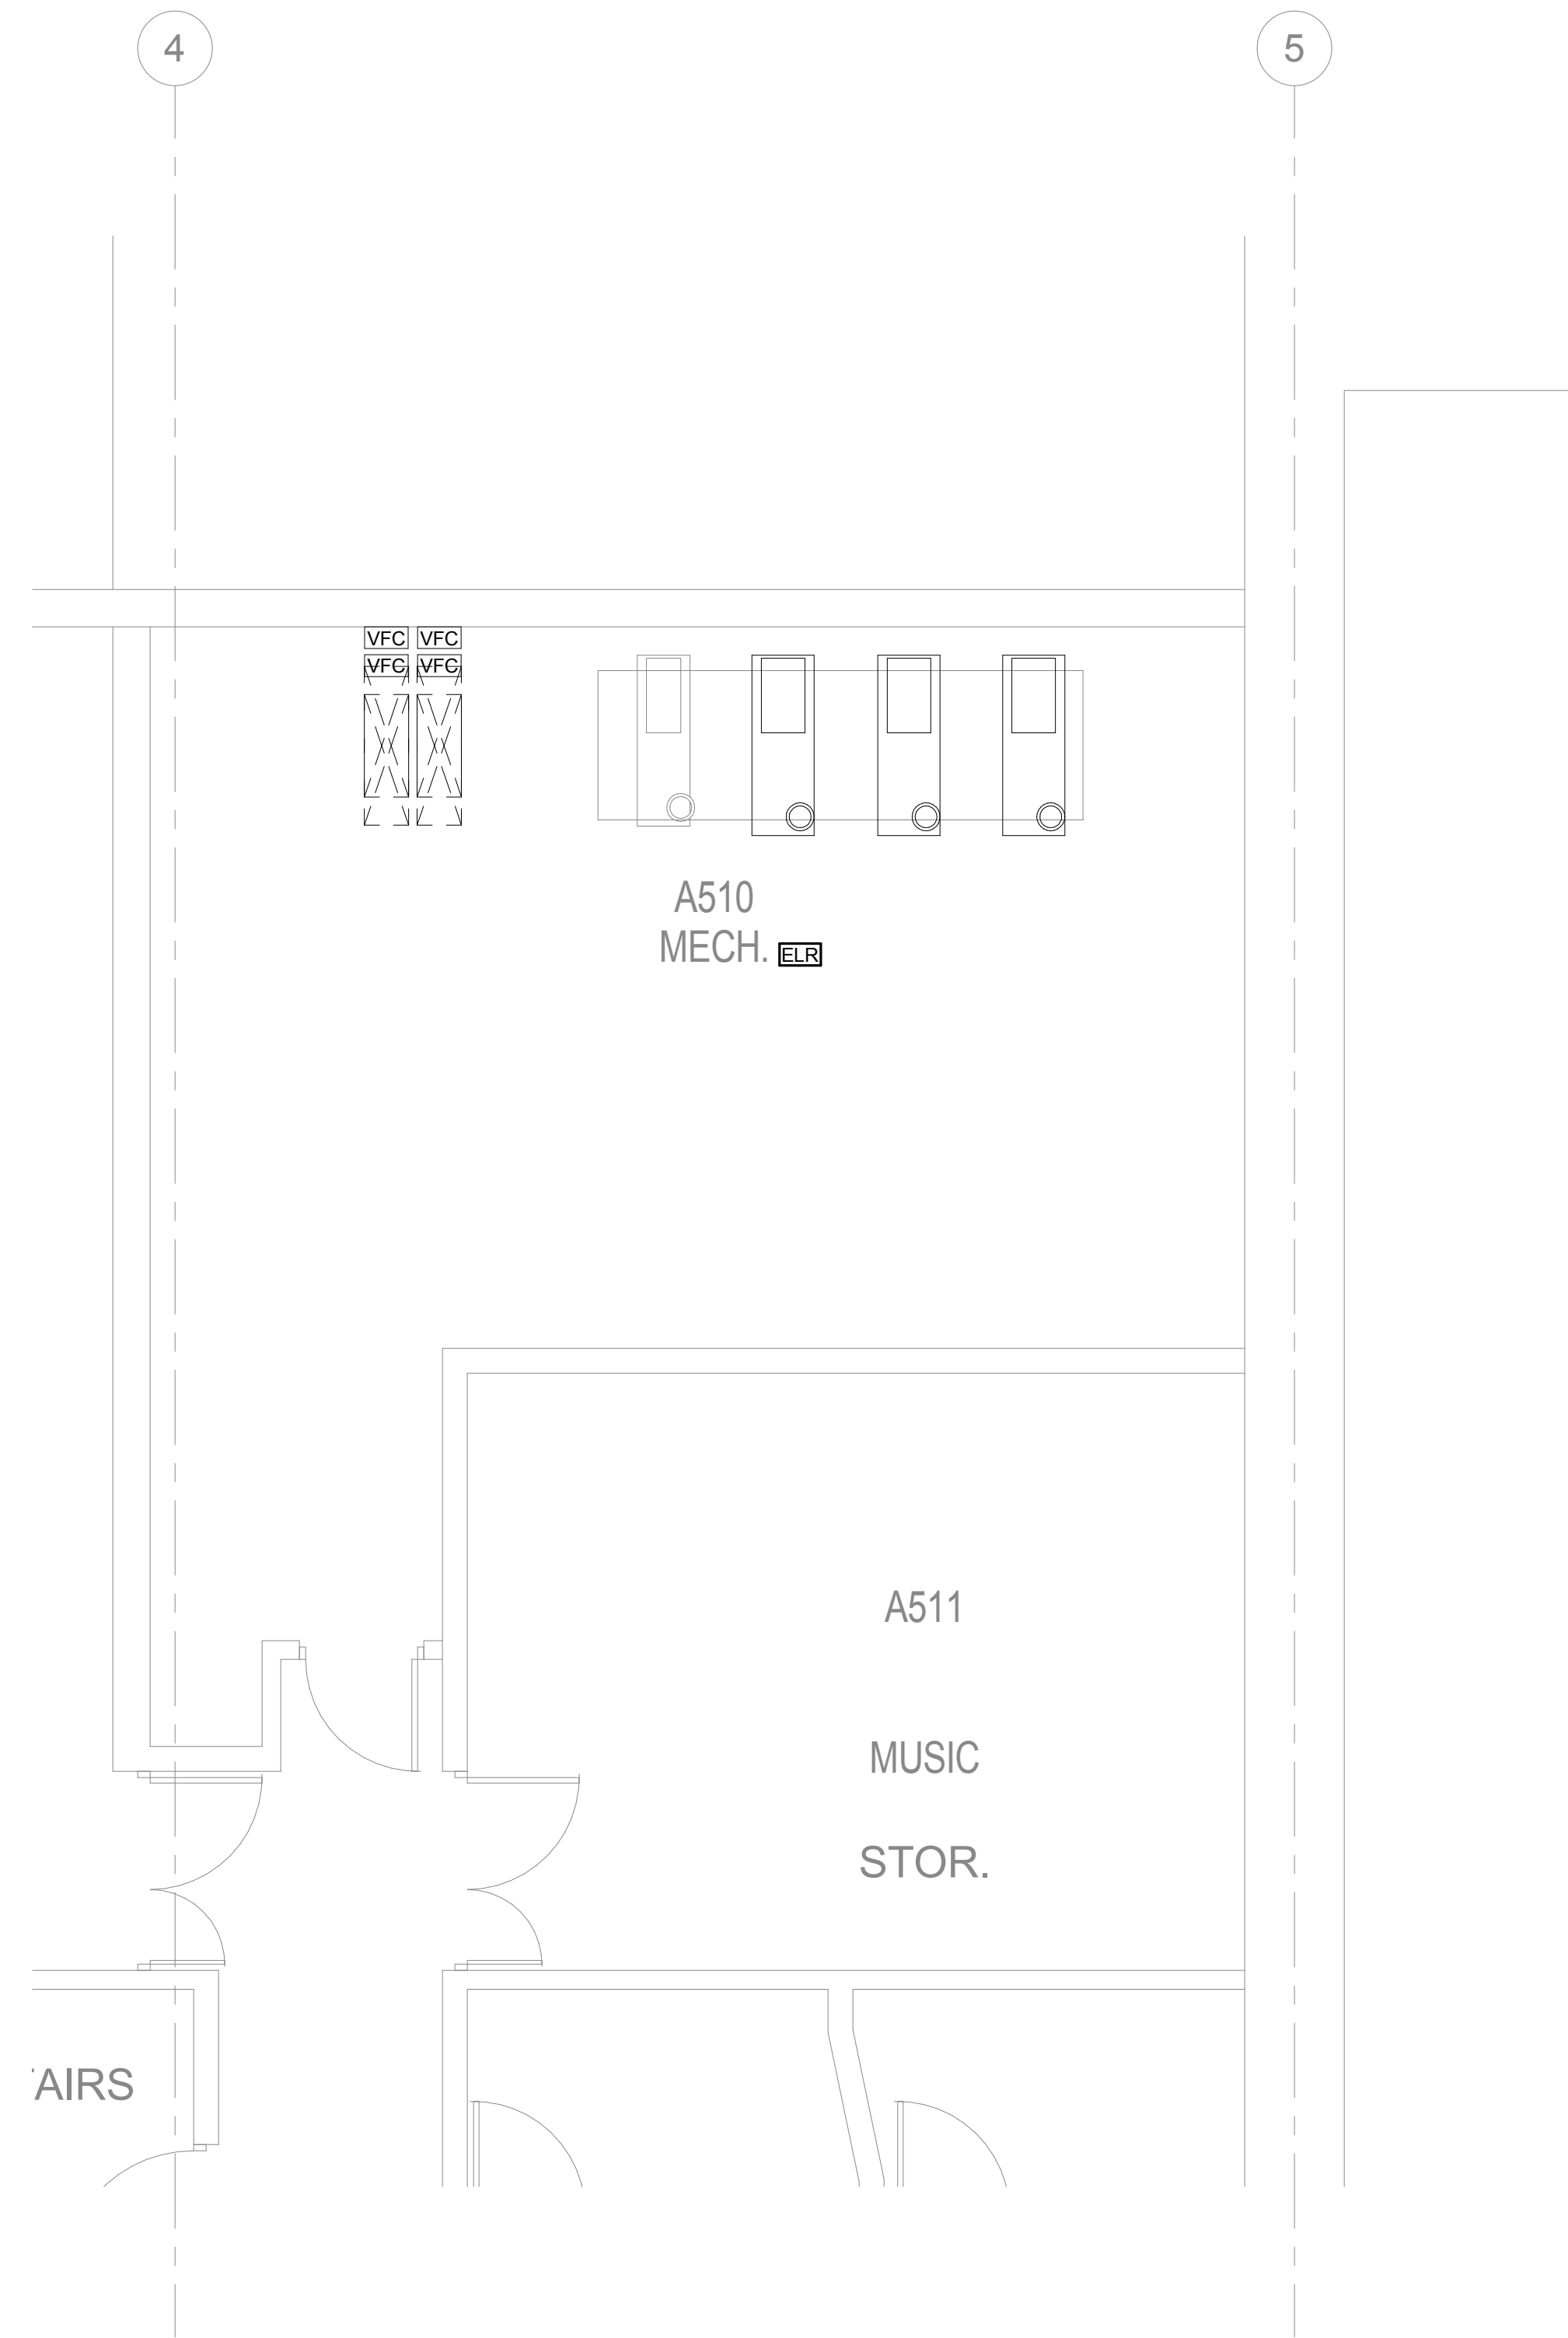 4
5
VFC VFC
VFC VFC
A510
MECH. ELR
A511
MUSIC
STOR.
AIRS